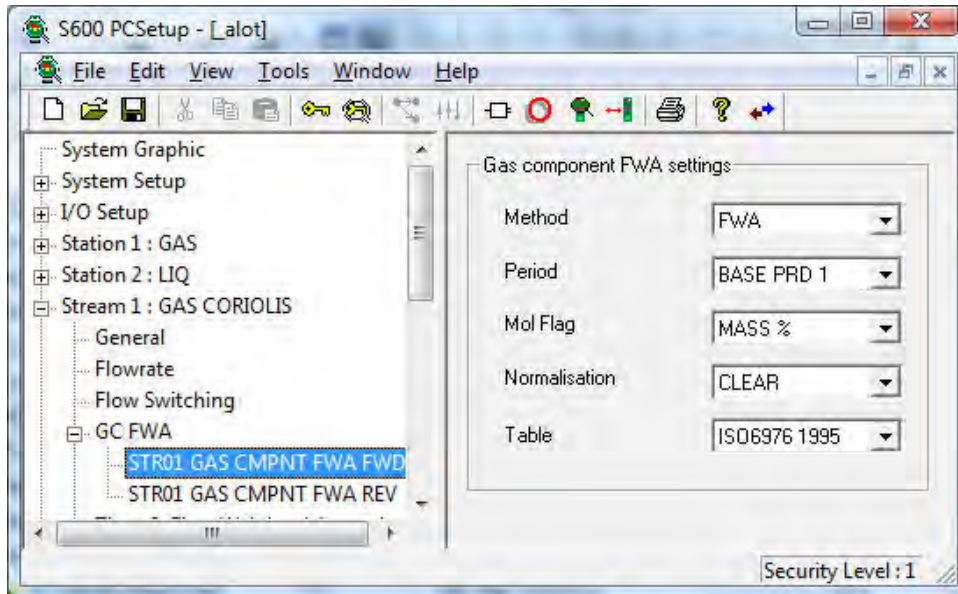 S600 PCSetup - [_alot]
File Edit View Tools Window Help
System Graphic
System Setup
I/O Setup
Station 1 : GAS
Station 2 : LIQ
Stream 1 : GAS CORIOLIS
General
Flowrate
Flow Switching
GC FWA
STR01 GAS CMPNT FWA FWD
STR01 GAS CMPNT FWA REV
Gas component FWA settings
Method FWA
Period BASE PRD 1
Mol Flag MASS %
Normalisation CLEAR
Table ISO6976 1995
Security Level : 1